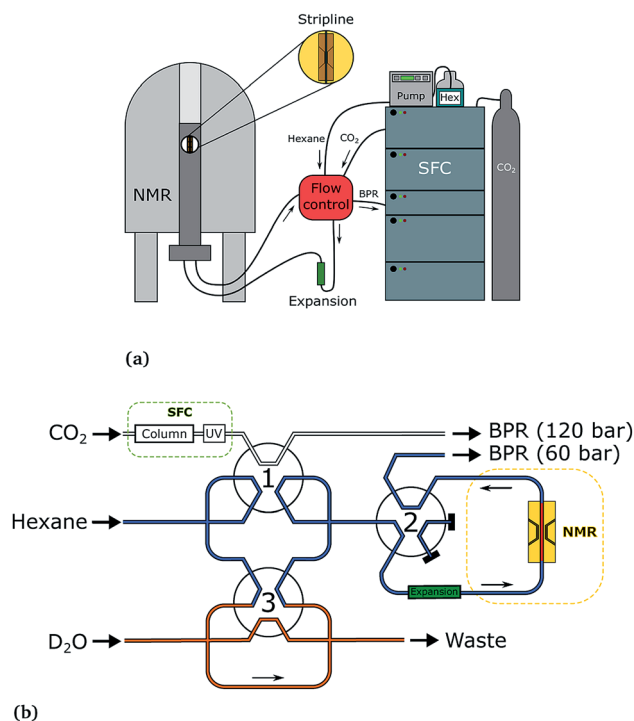 Stripline
Pump
Hex
Hexane
CO₂
SFC
CO₂
NMR
Flow
control
BPR
Expansion
(a)
SFC
CO₂
Column
UV
BPR (120 bar)
BPR (60 bar)
1
Hexane
2
NMR
Expansion
3
D₂O
Waste
(b)